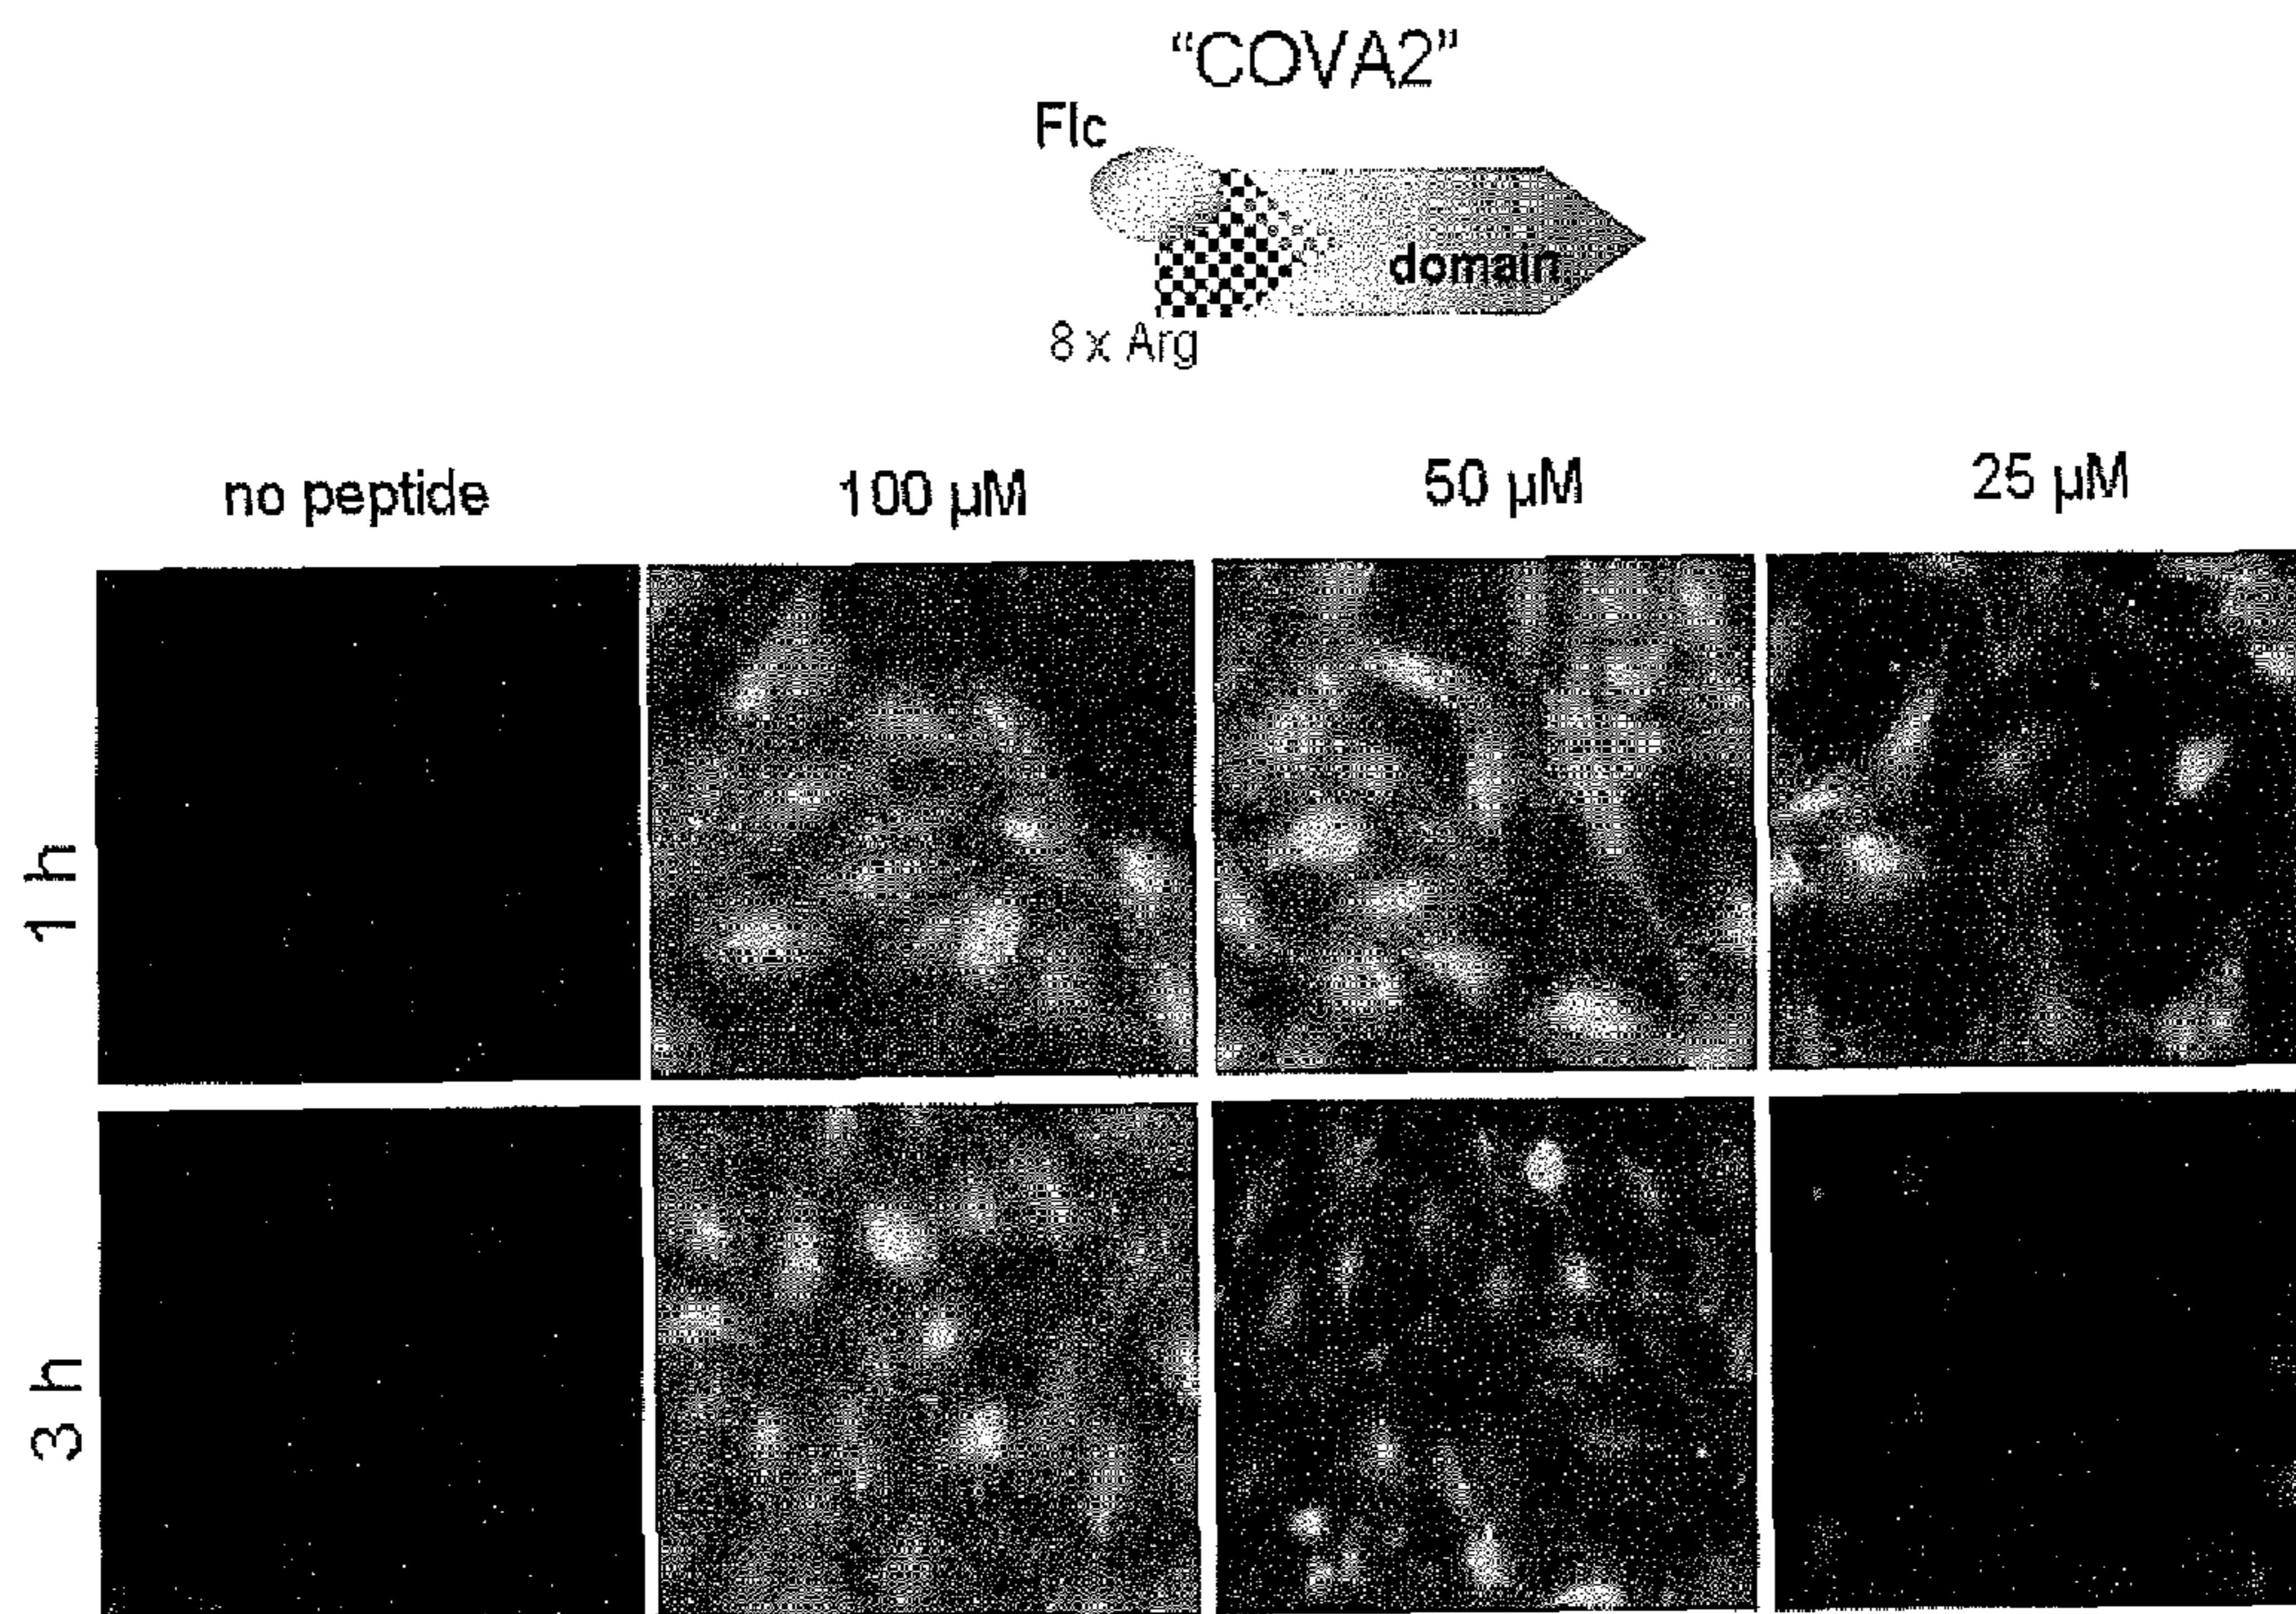 “COVA2”
Flc
domain
8 x Arg
no peptide 100 µM 50 µM 25 µM
1 h
3 h